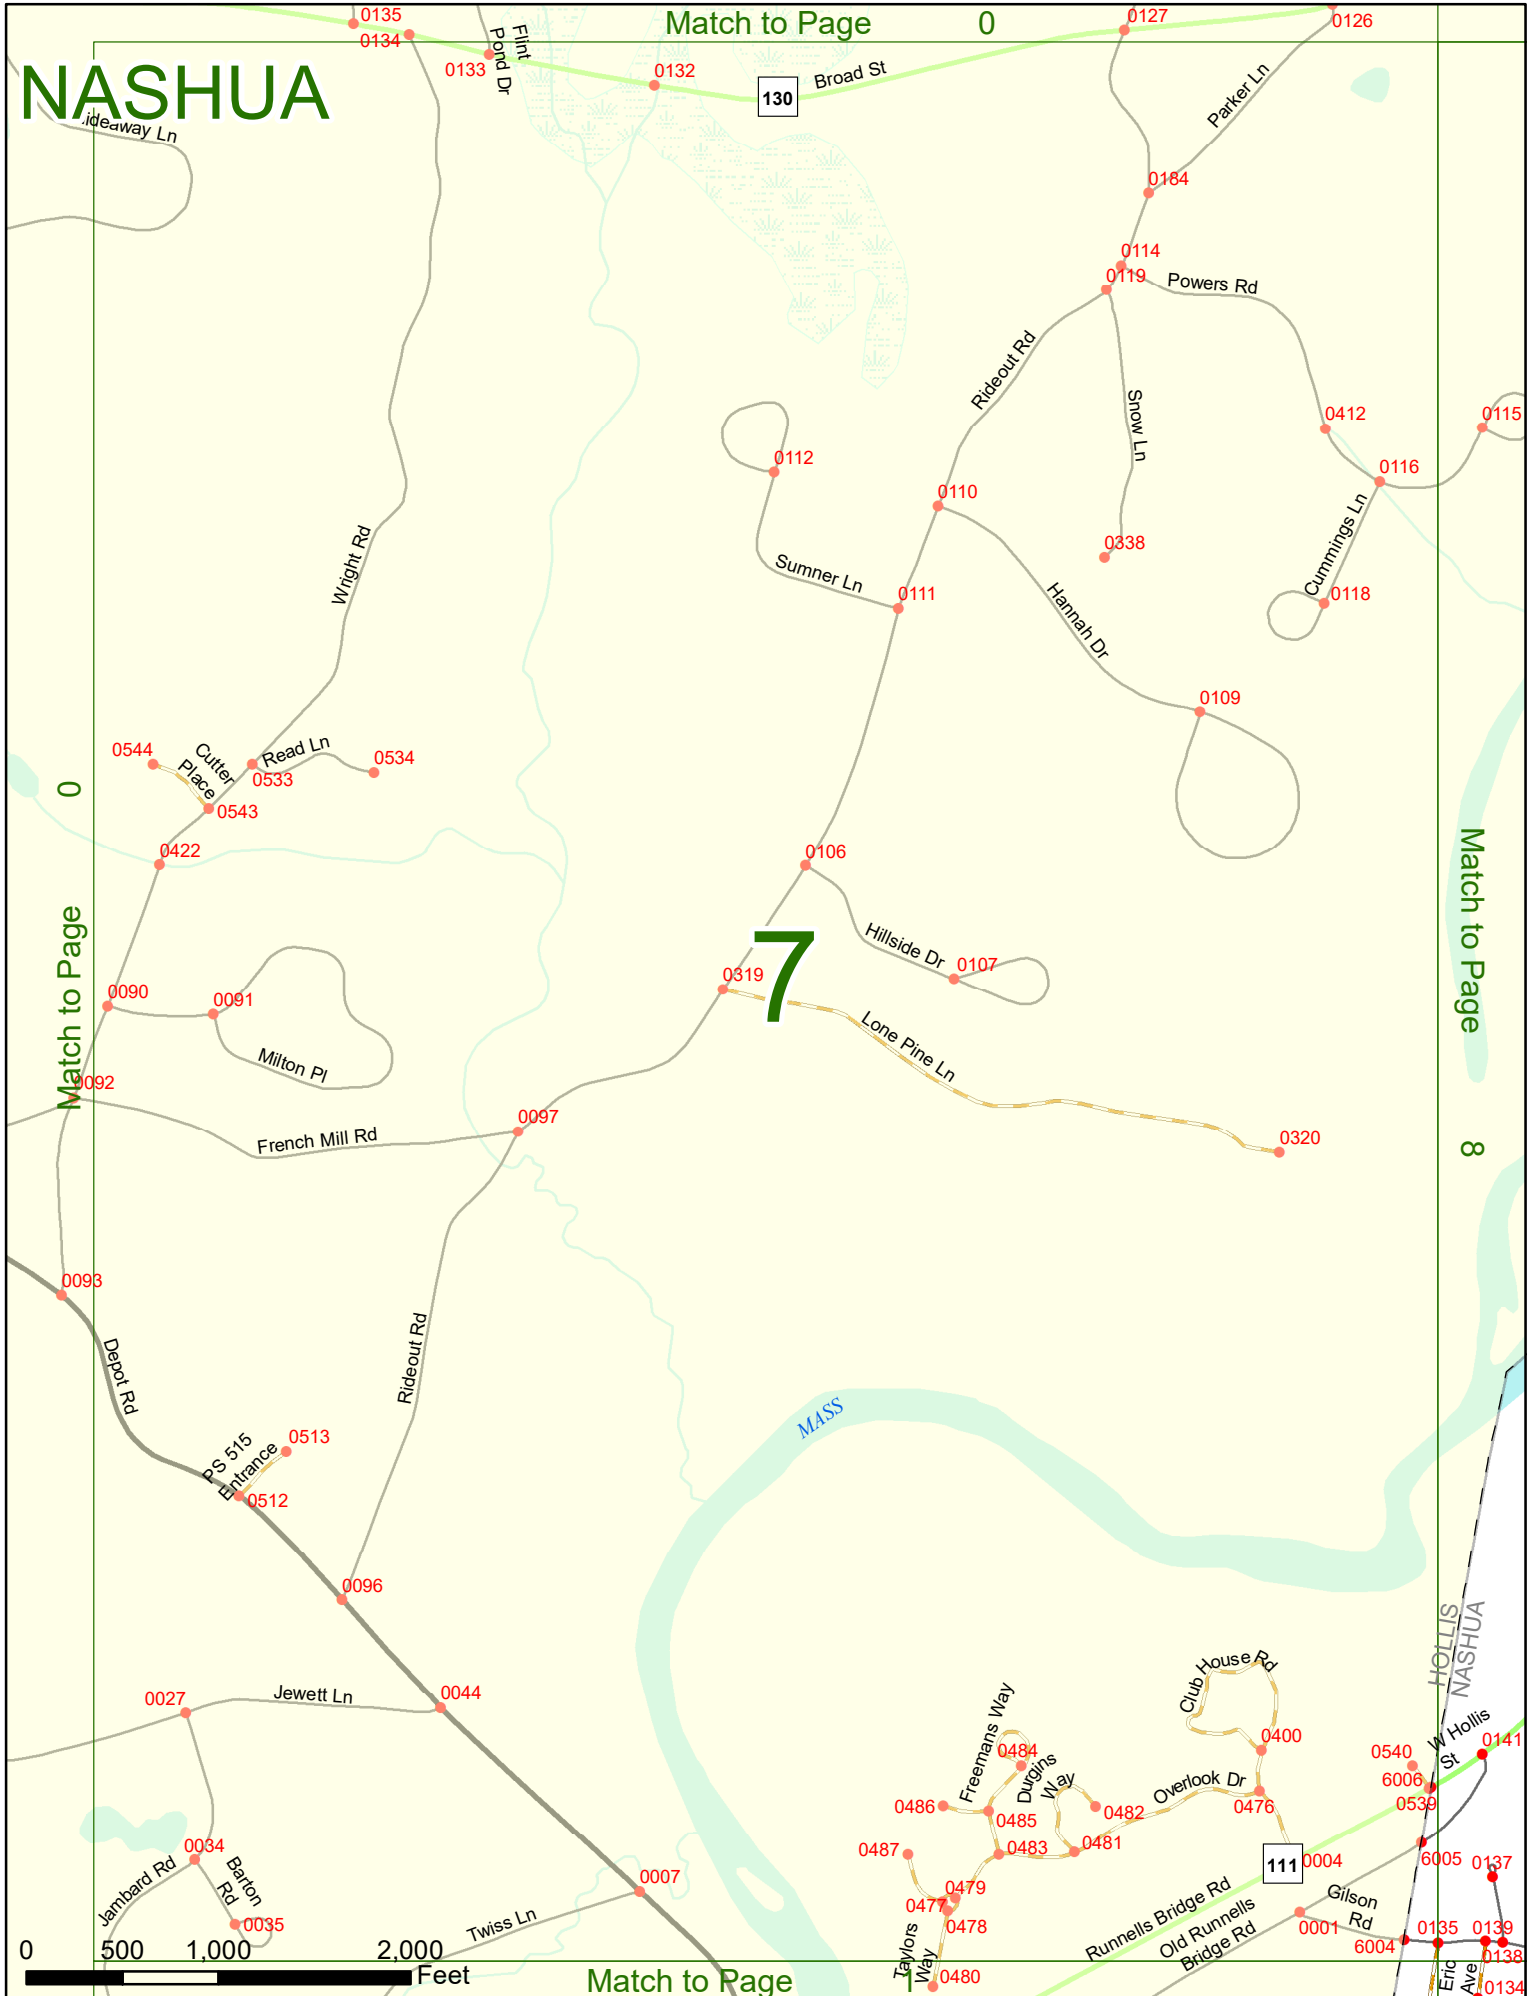 0135
Match to Page 0
0127
0126
0134
Flint
Pond Dr
0133
0132
130
Broad St
Parker Ln
NASHUA
ideaway Ln
0184
0114
0119
Powers Rd
Rideout Rd
Snow Ln
0412
0115
0112
0116
0110
Wright Rd
0338
Cummings Ln
Sumner Ln
0111
Hannah Dr
0118
0109
0544
Cutter
Place
Read Ln
0533
0534
0543
0
0422
0106
Match to Page
Match to Page
7
Hillside Dr
0107
0319
0090
0091
Lone Pine Ln
Milton Pl
0092
0097
French Mill Rd
0320
8
0093
Depot Rd
Rideout Rd
MASS
PS 515
Entrance
0513
0512
0096
HOLLIS
NASHUA
Club House Rd
0027
Jewett Ln
0044
Freemans Way
0484
0400
0540
W Hollis
St
0141
Durgins
Way
Overlook Dr
6006
0539
0486
0485
0482
0476
0487
0483
0481
111
0004
6005
0137
0034
Jambard Rd
Barton
Rd
0007
0479
0477
0478
Runnells Bridge Rd
Old Runnells
Bridge Rd
Gilson
Rd
0001
6004
0135
0139
0138
0035
Twiss Ln
Taylors
Way
0480
Eric
Ave
0134
0 500 1,000 2,000
Feet
Match to Page 1